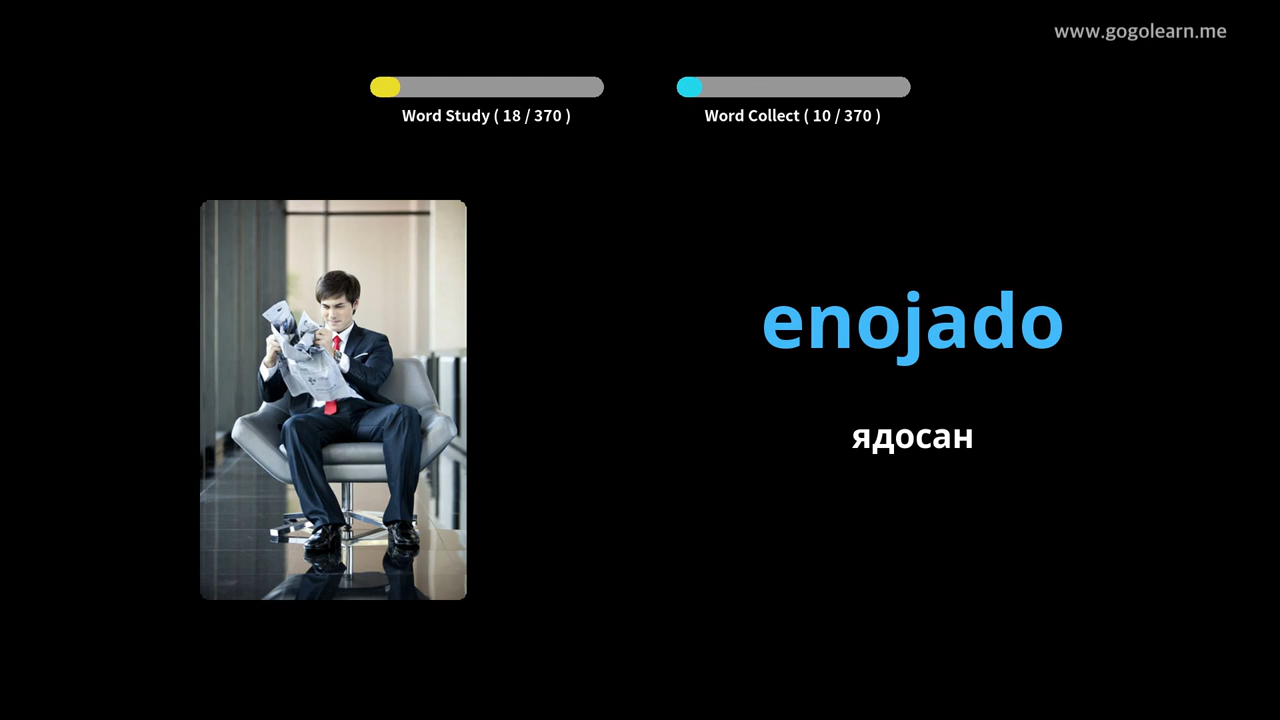 www.gogolearn.me
Word Study ( 18 / 370 )
Word Collect ( 10 / 370 )
enojado
ядосан